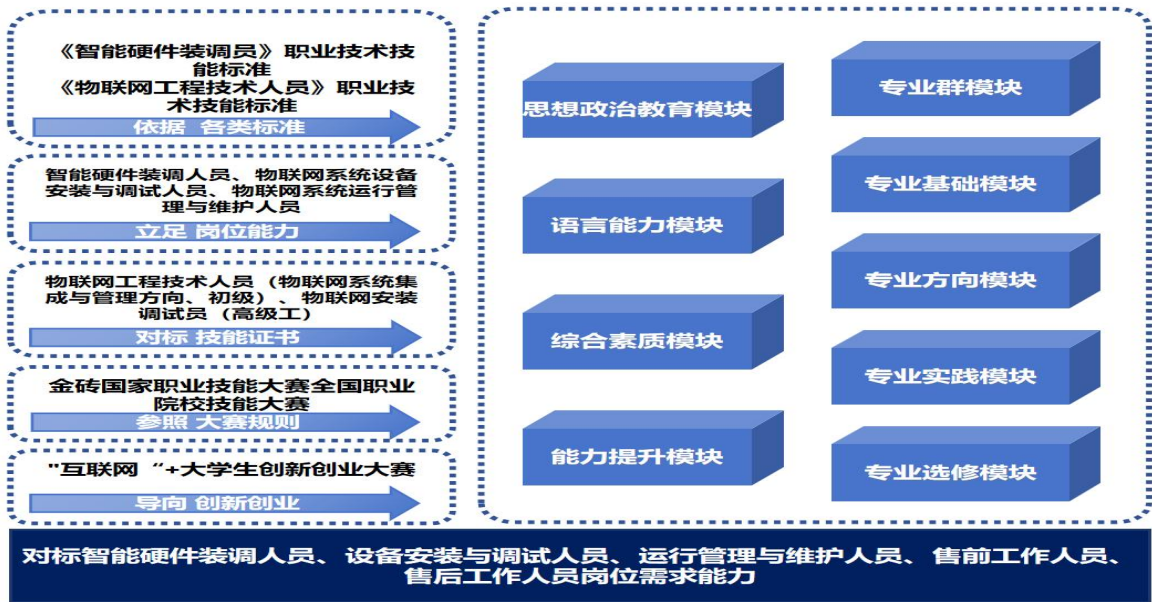 《智能硬件装调员》职业技术技
能标准
《物联网工程技术人员》职业技
术技能标准
依据 各类标准
智能硬件装调人员、物联网系统设备
安装与调试人员、物联网系统运行管
理与维护人员
立足 岗位能力
物联网工程技术人员（物联网系统集
成与管理方向、初级）、物联网安装
调试员（高级工）
对标 技能证书
金砖国家职业技能大赛全国职业
院校技能大赛
参照 大赛规则
"互联网“+大学生创新创业大赛
导向 创新创业
思想政治教育模块
语言能力模块
综合素质模块
能力提升模块
专业群模块
专业基础模块
专业方向模块
专业实践模块
专业选修模块
对标智能硬件装调人员、设备安装与调试人员、运行管理与维护人员、售前工作人员、
售后工作人员岗位需求能力